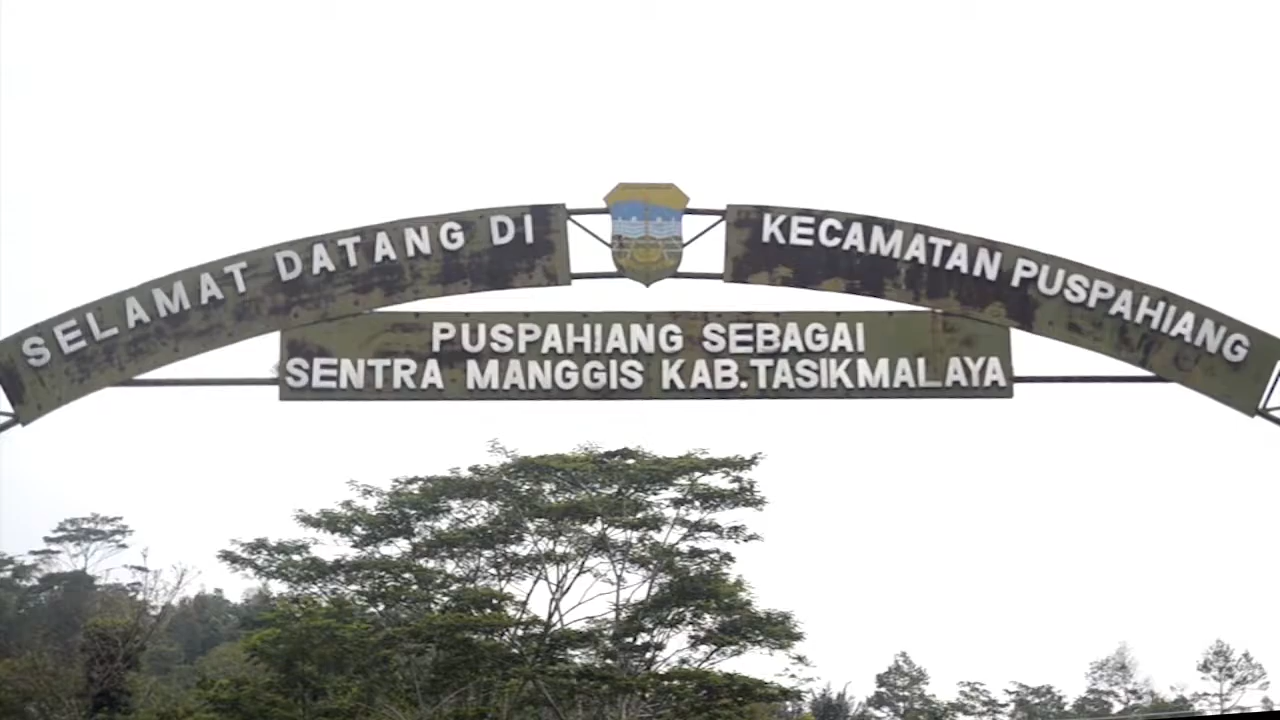 SELAMAT DATANG DI KECAMATAN PUSPAHIANG
PUSPAHIANG SEBAGAI
SENTRA MANGGIS KAB.TASIKMALAYA